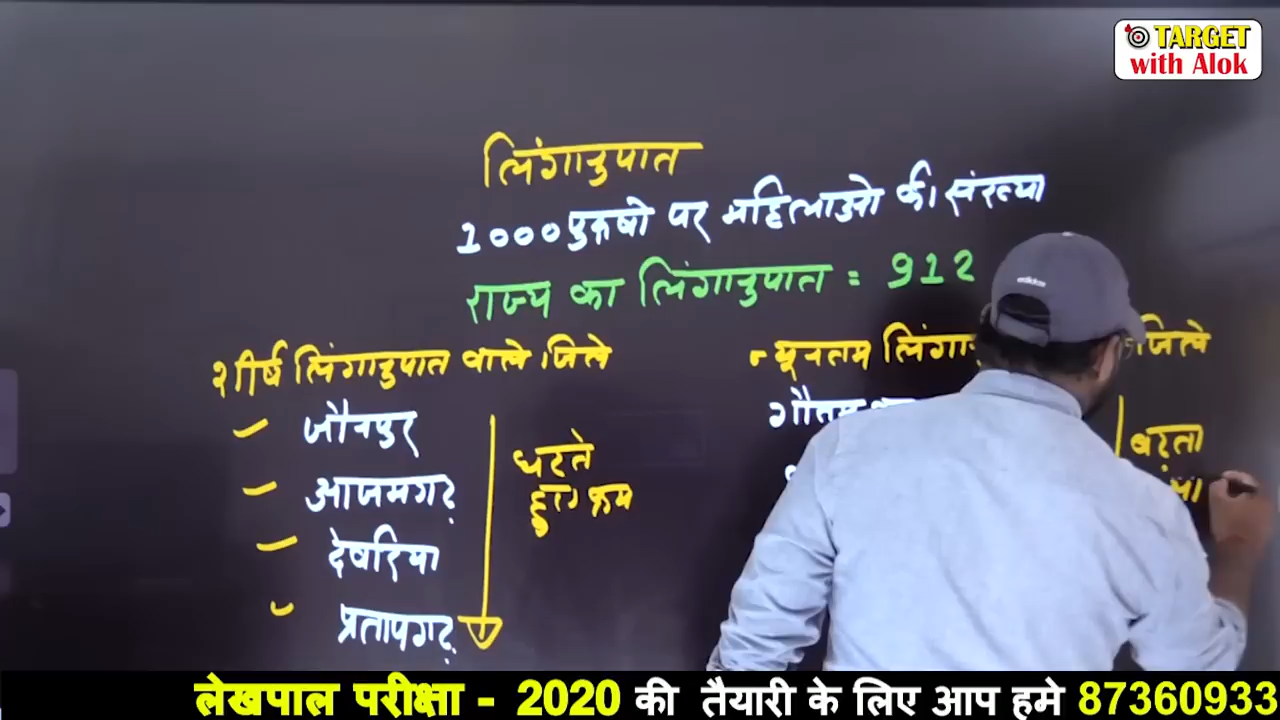 TARGET
with Alok
लिंगानुपात
1000 पुरूषो पर महिलाओ की संख्या
राज्य का लिंगानुपात = 912
शीर्ष लिंगानुपात वाले जिले
जौनपुर
आजमगढ़
देवरिया
प्रतापगढ़
घटते
हुए क्रम
न्यूनतम लिंगानु जिले
गौतम
बढ़ता
लेखपाल परीक्षा - 2020 की तैयारी के लिए आप हमे 87360933